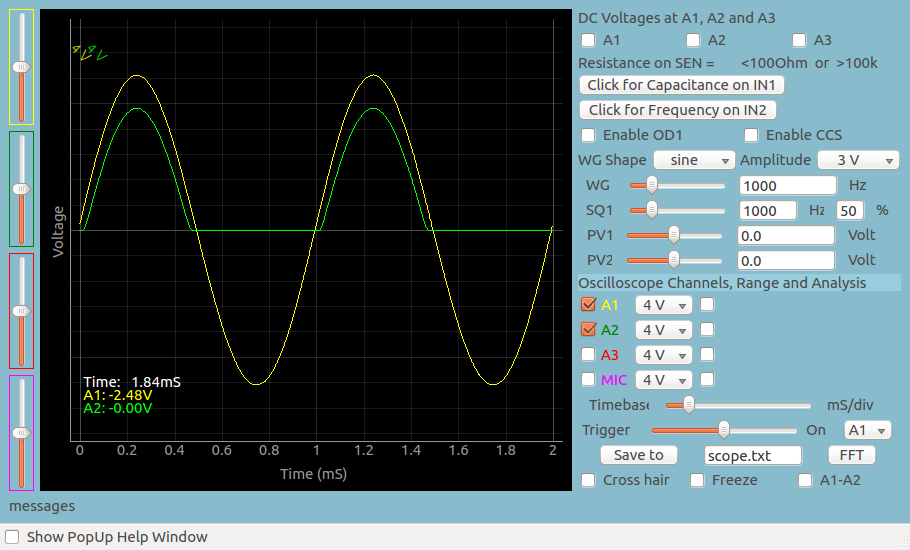 4 V 4 V
Voltage
Time: 1.84mS
A1: -2.48V
A2: -0.00V
0 0.2 0.4 0.6 0.8 1 1.2 1.4 1.6 1.8 2
Time (mS)
messages
DC Voltages at A1, A2 and A3
A1 A2 A3
Resistance on SEN = <100Ohm or >100k
Click for Capacitance on IN1
Click for Frequency on IN2
Enable OD1 Enable CCS
WG Shape sine Amplitude 3 V
WG 1000 Hz
SQ1 1000 Hz 50 %
PV1 0.0 Volt
PV2 0.0 Volt
Oscilloscope Channels, Range and Analysis
A1 4 V
A2 4 V
A3 4 V
MIC 4 V
Timebase mS/div
Trigger On A1
Save to scope.txt FFT
Cross hair Freeze A1-A2
Show PopUp Help Window